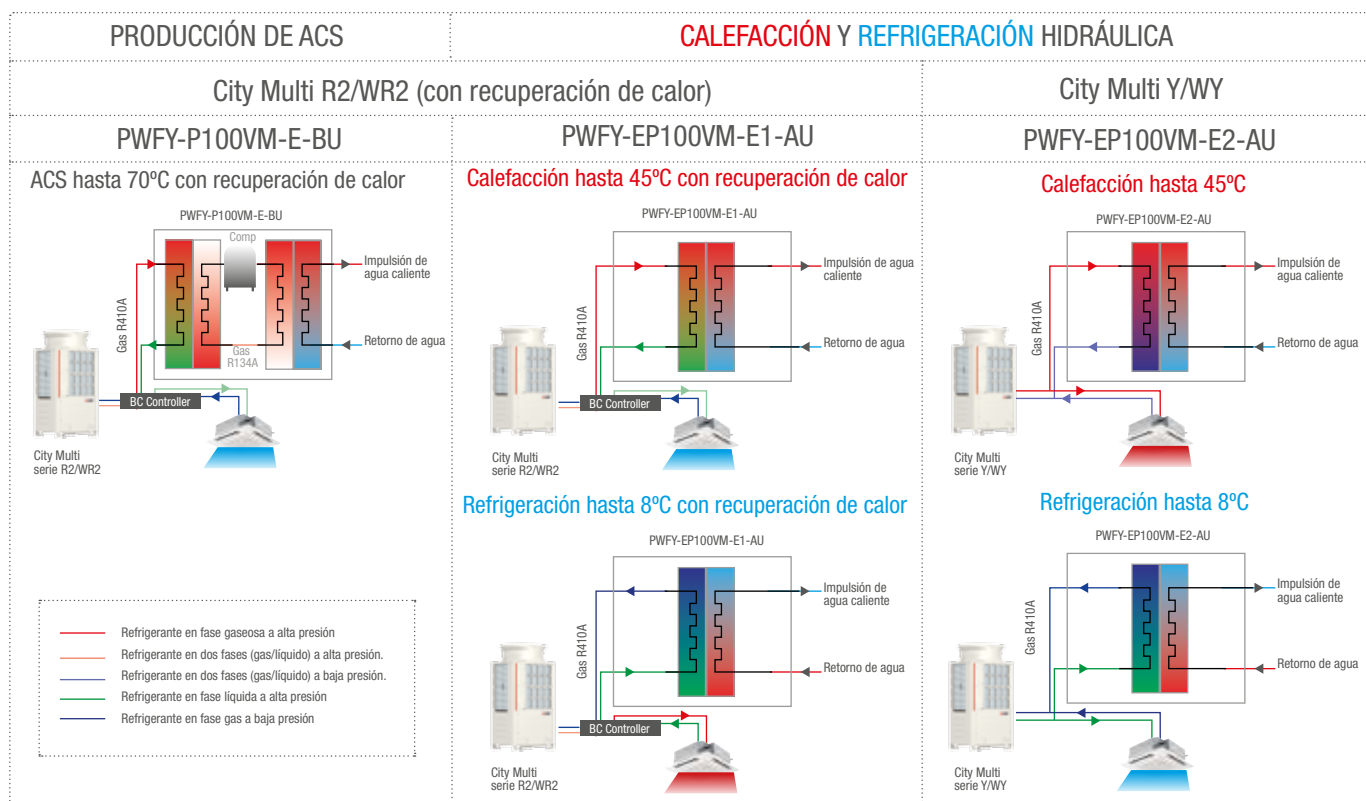 PRODUCCIÓN DE ACS
CALEFACCIÓN Y REFRIGERACIÓN HIDRÁULICA
City Multi R2/WR2 (con recuperación de calor)
City Multi Y/WY
PWFY-P100VM-E-BU
PWFY-EP100VM-E1-AU
PWFY-EP100VM-E2-AU
ACS hasta 70ºC con recuperación de calor
PWFY-P100VM-E-BU
Comp
Impulsión de
agua caliente
Gas R410A
Gas
R134A
Retorno de agua
BC Controller
City Multi
serie R2/WR2
Calefacción hasta 45ºC con recuperación de calor
PWFY-EP100VM-E1-AU
Impulsión de agua
caliente
Gas R410A
Retorno de agua
BC Controller
City Multi
serie R2/WR2
Calefacción hasta 45ºC
PWFY-EP100VM-E2-AU
Impulsión de
agua caliente
Gas R410A
Retorno de agua
City Multi
serie Y/WY
Refrigeración hasta 8ºC con recuperación de calor
PWFY-EP100VM-E1-AU
Impulsión de
agua caliente
Gas R410A
Retorno de agua
BC Controller
City Multi
serie R2/WR2
Refrigeración hasta 8ºC
PWFY-EP100VM-E2-AU
Impulsión de
agua caliente
Gas R410A
Retorno de agua
City Multi
serie Y/WY
Refrigerante en fase gaseosa a alta presión
Refrigerante en dos fases (gas/líquido) a alta presión.
Refrigerante en dos fases (gas/líquido) a baja presión.
Refrigerante en fase líquida a alta presión
Refrigerante en fase gas a baja presión